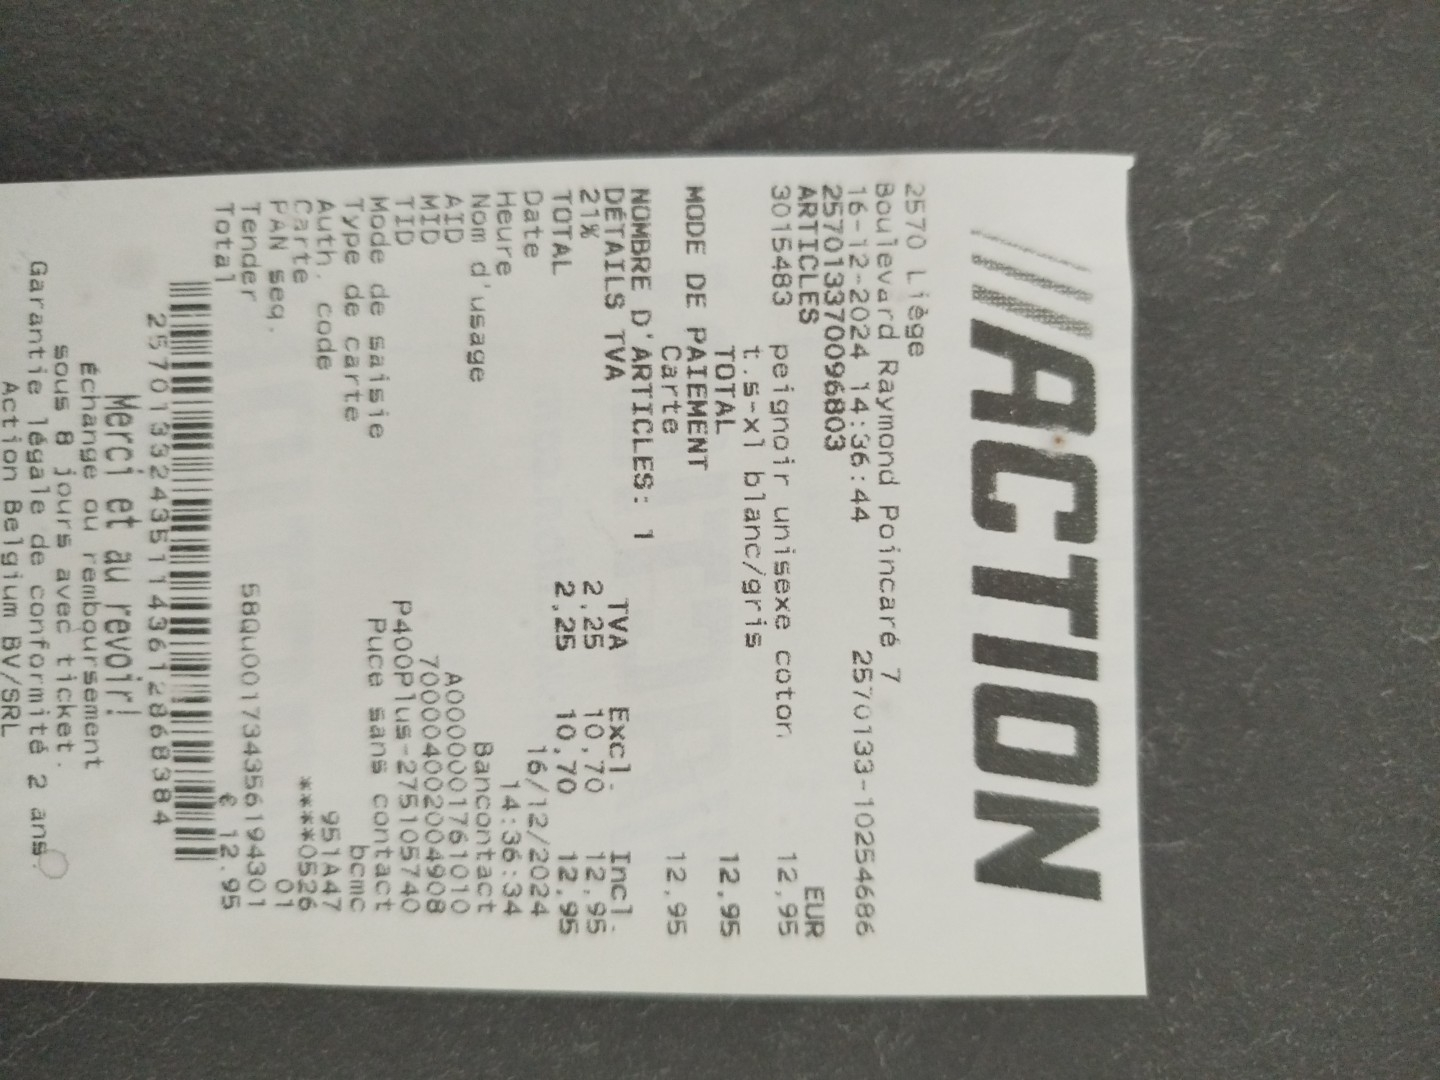 ACTION
2570 Liège
Boulevard Raymond Poincaré 7
16-12-2024 14:36:44 2570133-10254686
257013370096803
ARTICLES EUR
3015483 peignoir unisexe coton 12,95
t.s-xl blanc/gris
TOTAL 12,95
MODE DE PAIEMENT
Carte 12,95
NOMBRE D'ARTICLES: 1
DÉTAILS TVA TVA Excl. Incl.
21% 2,25 10,70 12,95
TOTAL 2,25 10,70 12,95
Date 16/12/2024
Heure 14:36:34
Nom d'usage Bancontact
AID A0000001761010
MID 70004002004908
TID P400Plus-275105740
Mode de saisie Puce sans contact
Type de carte bcmc
Auth. code 951A47
Carte ****0526
PAN seq. 01
Tender 58Qu001734356194301
Total € 12.95
2570133243511436128683​84
Merci et au revoir!
Échange ou remboursement
sous 8 jours avec ticket.
Garantie légale de conformité 2 ans.
Action Belgium BV/SRL